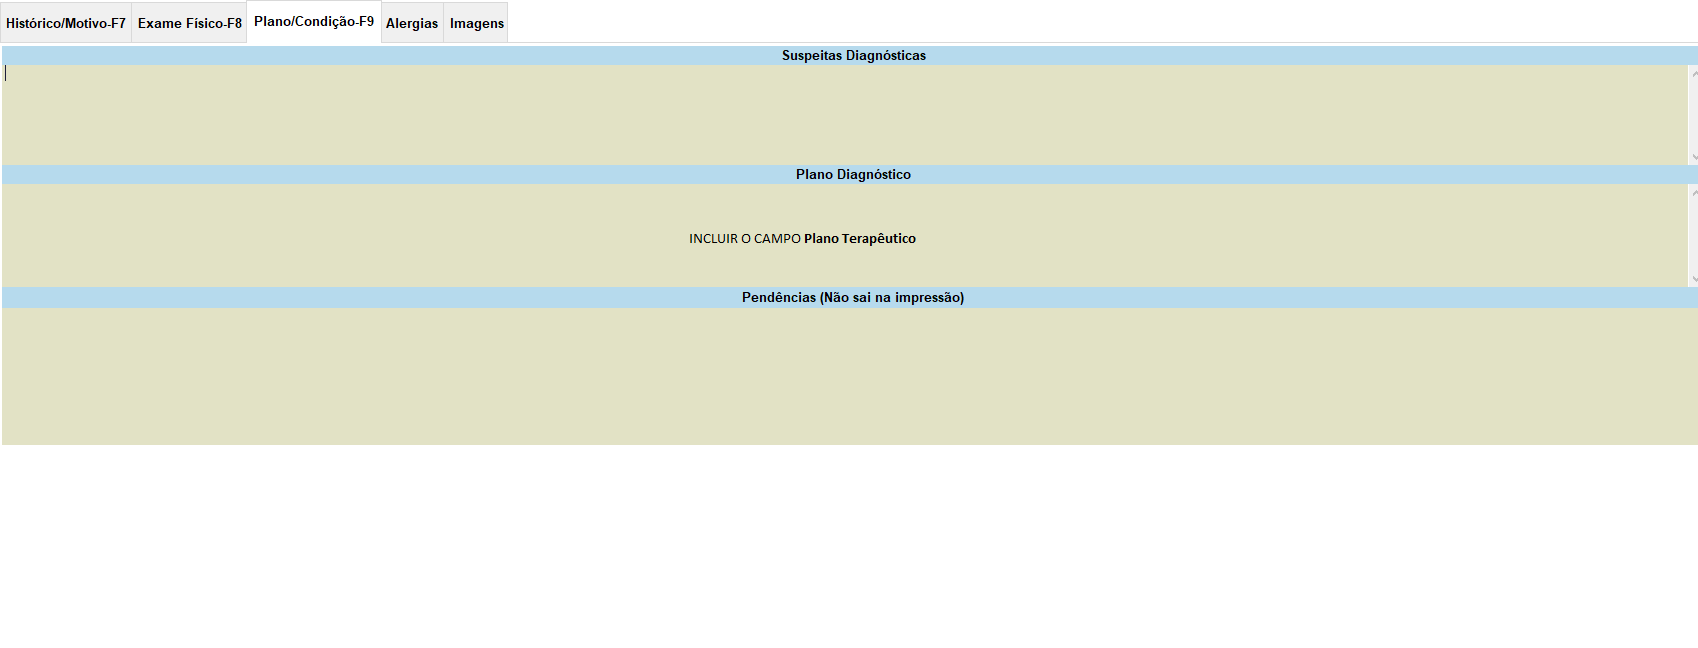 Histórico/Motivo-F7 Exame Físico-F8 Plano/Condição-F9 Alergias Imagens
Suspeitas Diagnósticas
Plano Diagnóstico
INCLUIR O CAMPO Plano Terapêutico
Pendências (Não sai na impressão)